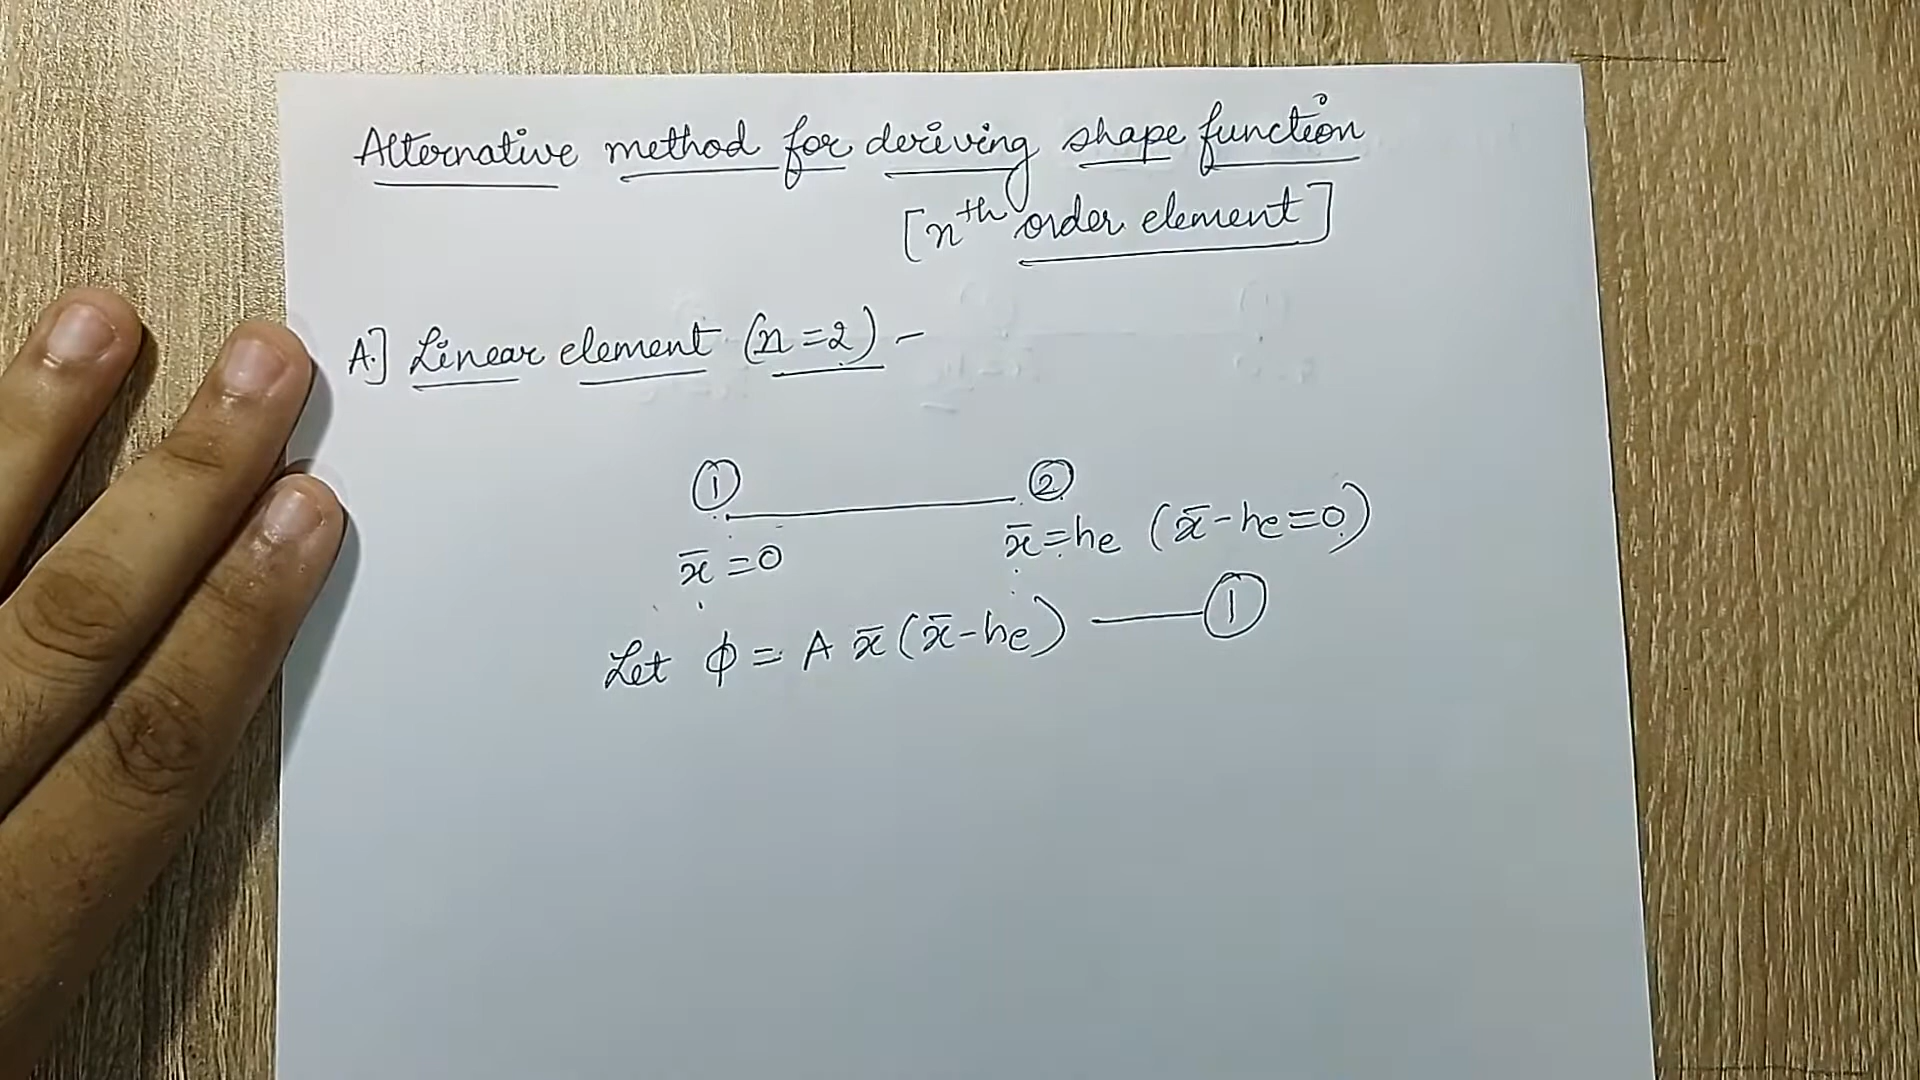 Alternative method for deriving shape function
[n^th order element]
A.] Linear element (n=2) -
① ②
x̄=0 x̄=he (x̄-he=0)
Let ϕ = A x̄(x̄-he) — ①